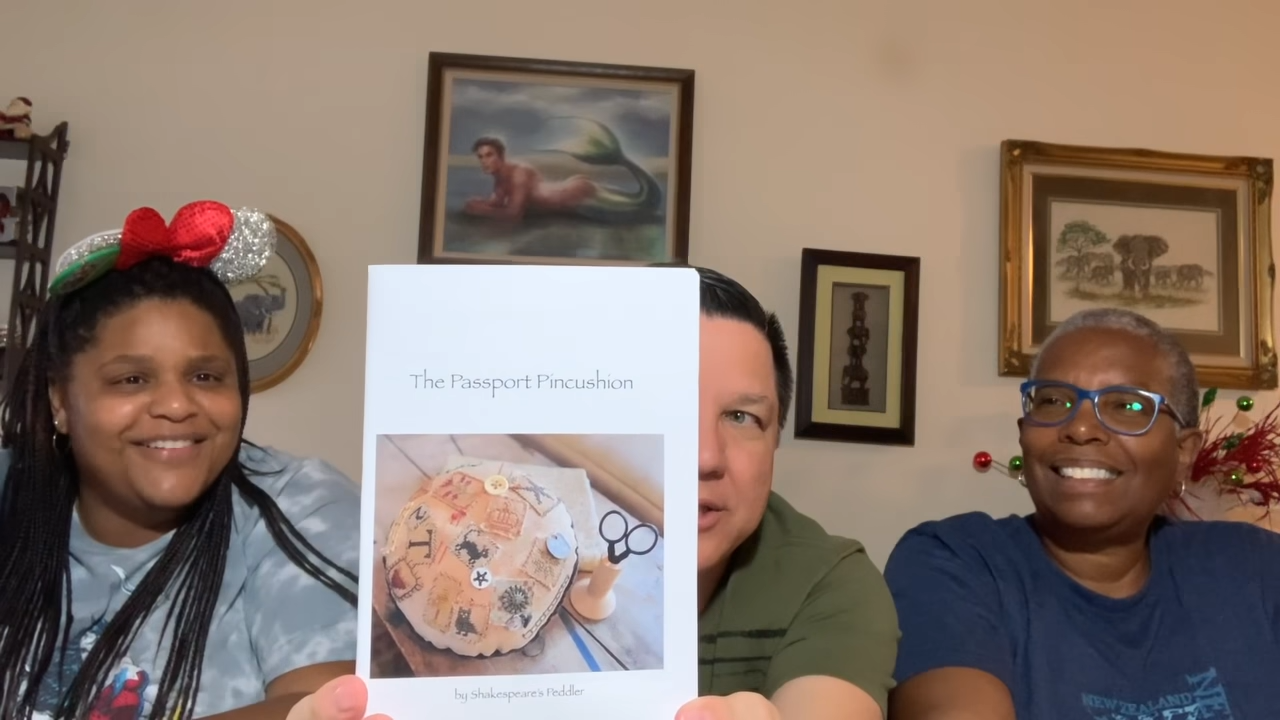 The Passport Pincushion
T
by Shakespeare's Peddler
NEW ZEALAND